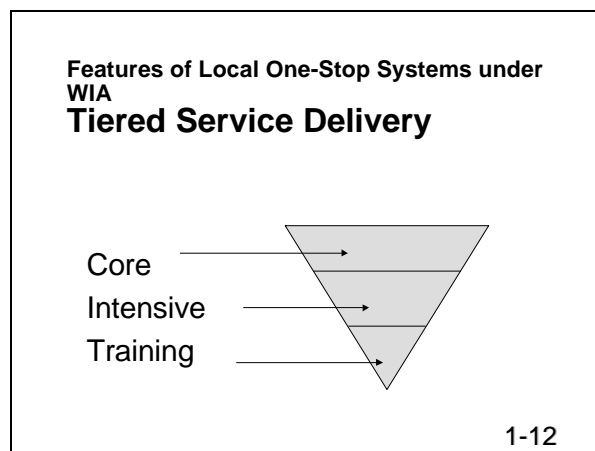 Features of Local One-Stop Systems under
WIA
Tiered Service Delivery
Core
Intensive
Training
1-12